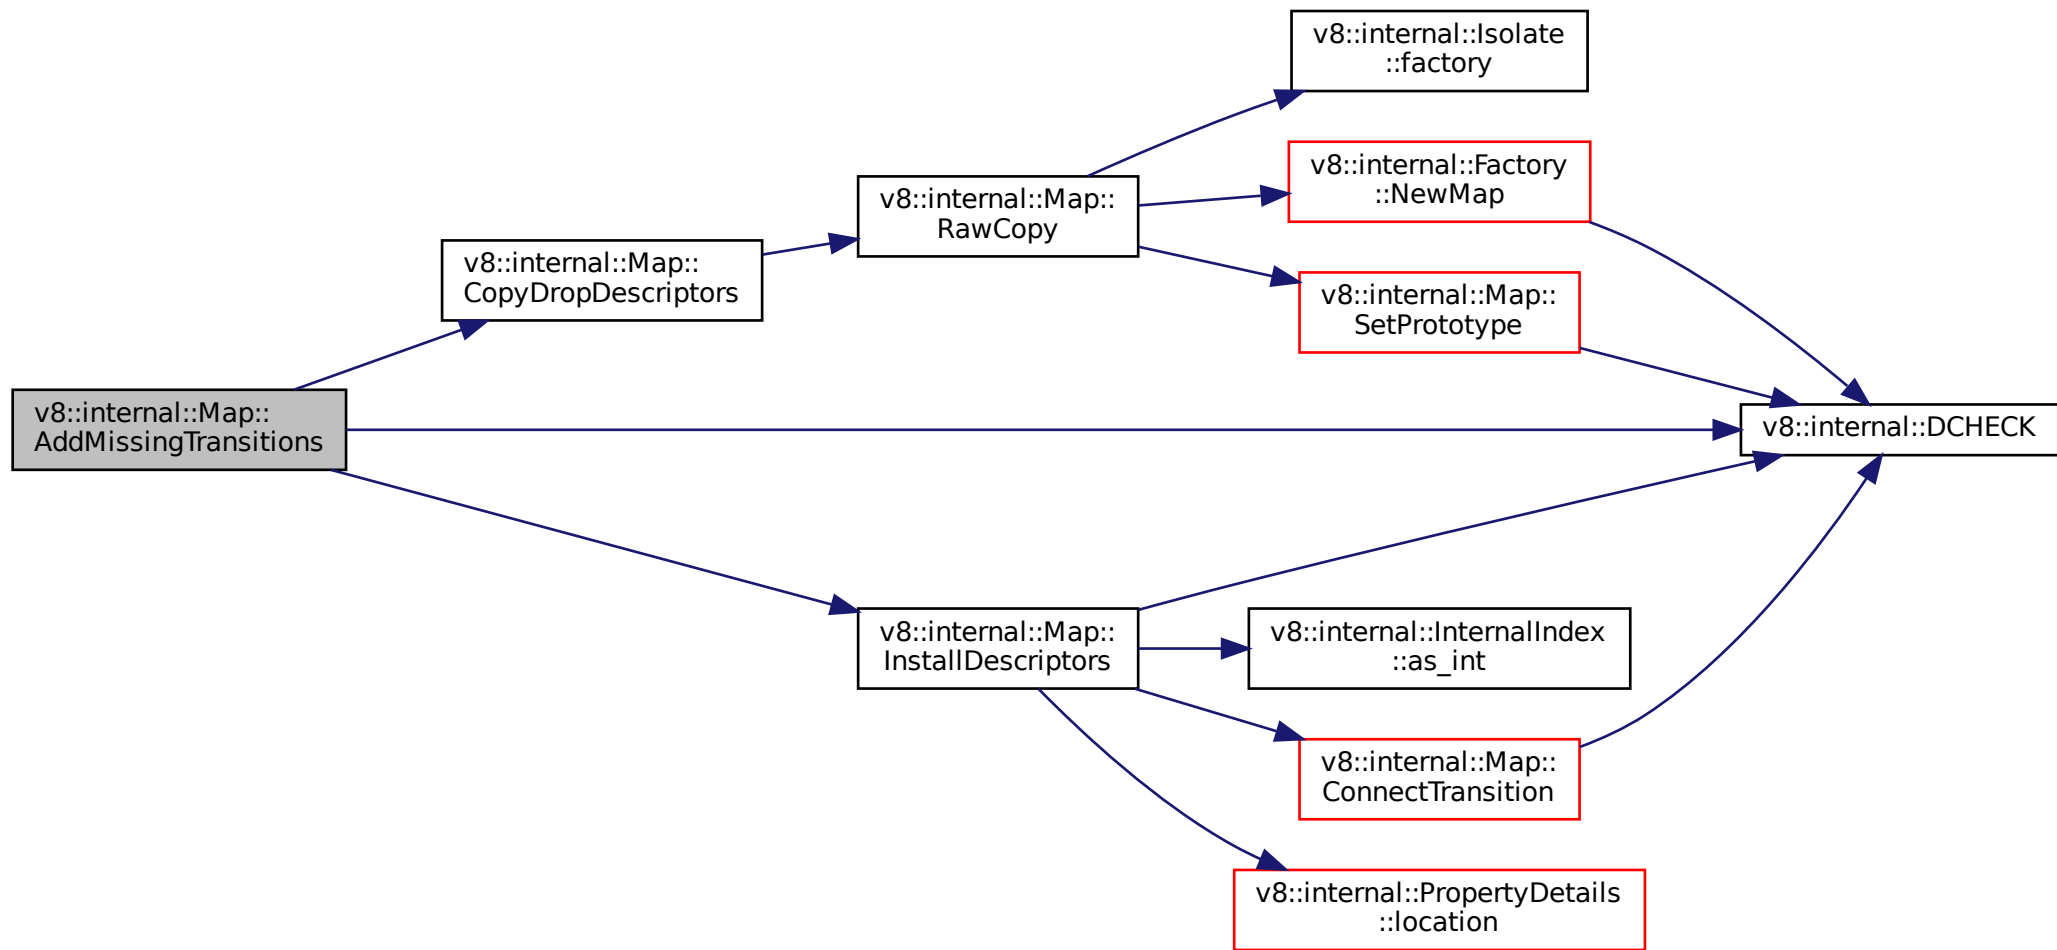 v8::internal::Isolate
::factory
v8::internal::Factory
::NewMap
v8::internal::Map::
RawCopy
v8::internal::Map::
CopyDropDescriptors
v8::internal::Map::
SetPrototype
v8::internal::Map::
AddMissingTransitions
v8::internal::DCHECK
v8::internal::Map::
InstallDescriptors
v8::internal::InternalIndex
::as_int
v8::internal::Map::
ConnectTransition
v8::internal::PropertyDetails
::location